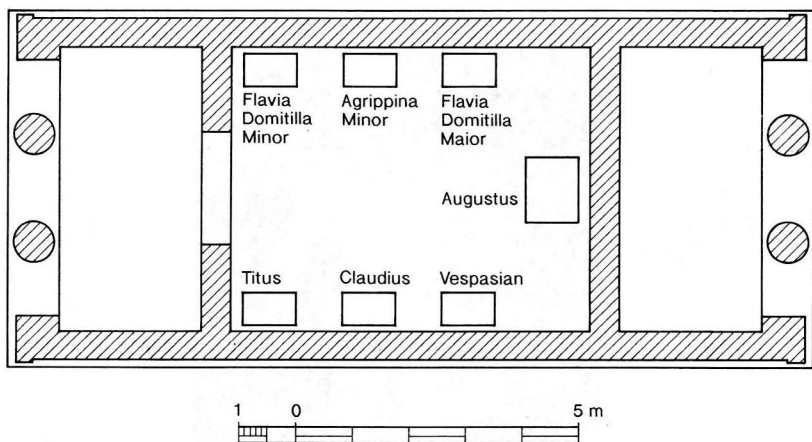 Flavia
Domitilla
Minor
Agrippina
Minor
Flavia
Domitilla
Maior
Augustus
Titus
Claudius
Vespasian
1 0 5 m